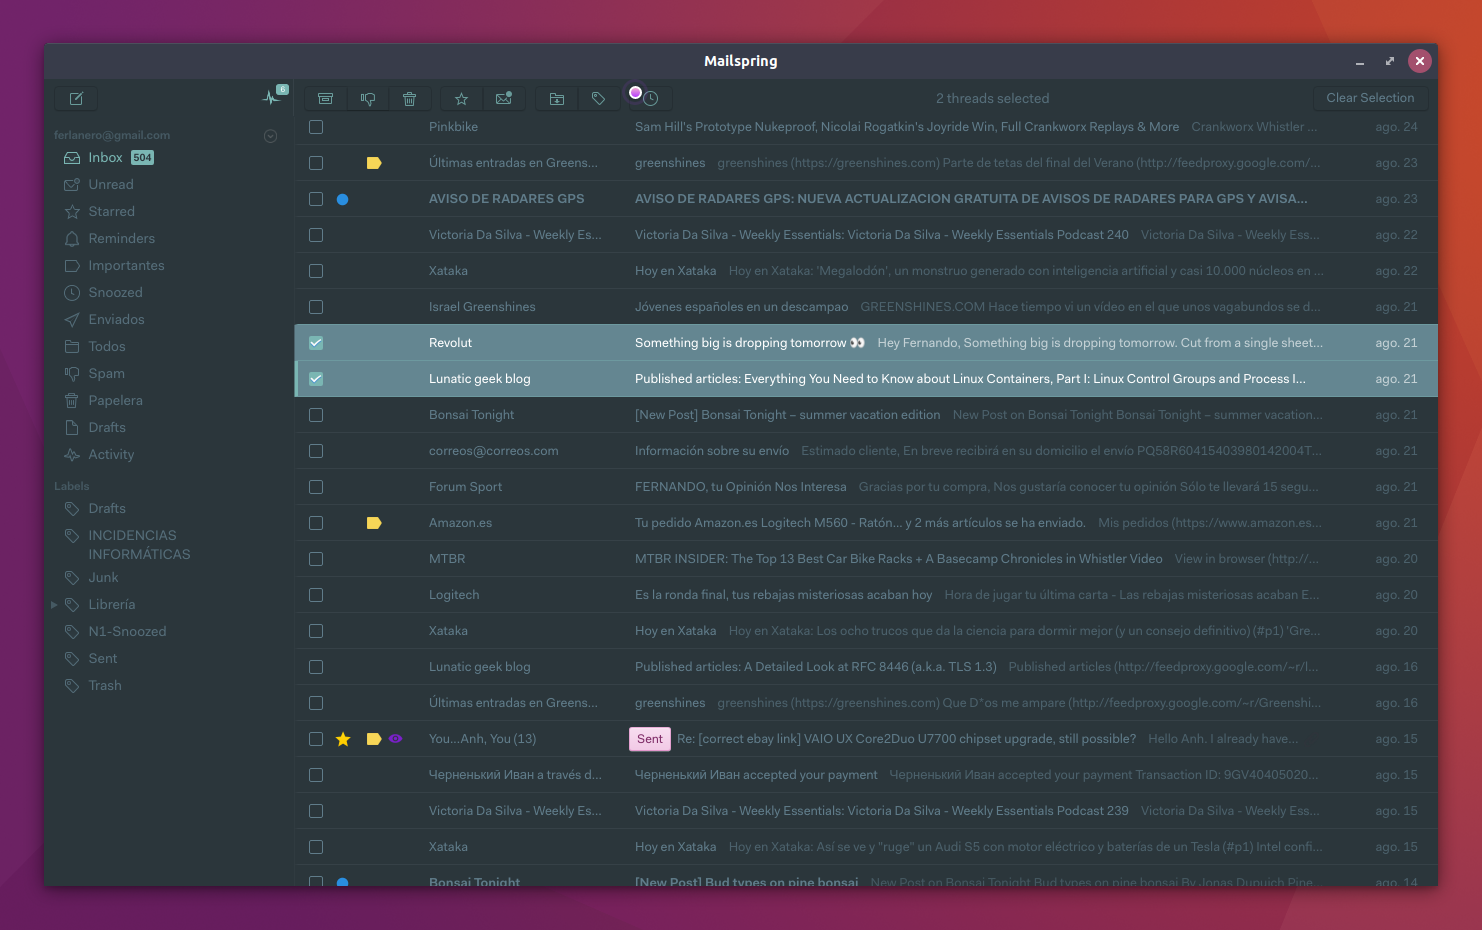 Mailspring
6
2 threads selected
Clear Selection
ferlanero@gmail.com
Inbox 504
Unread
Starred
Reminders
Importantes
Snoozed
Enviados
Todos
Spam
Papelera
Drafts
Activity
Labels
Drafts
INCIDENCIAS
INFORMÁTICAS
Junk
Librería
N1-Snoozed
Sent
Trash
Pinkbike Sam Hill's Prototype Nukeproof, Nicolai Rogatkin's Joyride Win, Full Crankworx Replays & More Crankworx Whistler ... ago. 24
Últimas entradas en Greens... greenshines greenshines (https://greenshines.com) Parte de tetas del final del Verano (http://feedproxy.google.com/... ago. 23
AVISO DE RADARES GPS AVISO DE RADARES GPS: NUEVA ACTUALIZACION GRATUITA DE AVISOS DE RADARES PARA GPS Y AVISA... ago. 23
Victoria Da Silva - Weekly Es... Victoria Da Silva - Weekly Essentials: Victoria Da Silva - Weekly Essentials Podcast 240 Victoria Da Silva - Weekly Ess... ago. 22
Xataka Hoy en Xataka Hoy en Xataka: 'Megalodón', un monstruo generado con inteligencia artificial y casi 10.000 núcleos en ... ago. 22
Israel Greenshines Jóvenes españoles en un descampao GREENSHINES.COM Hace tiempo vi un vídeo en el que unos vagabundos se d... ago. 21
Revolut Something big is dropping tomorrow 👀 Hey Fernando, Something big is dropping tomorrow. Cut from a single sheet... ago. 21
Lunatic geek blog Published articles: Everything You Need to Know about Linux Containers, Part I: Linux Control Groups and Process I... ago. 21
Bonsai Tonight [New Post] Bonsai Tonight – summer vacation edition New Post on Bonsai Tonight Bonsai Tonight – summer vacation... ago. 21
correos@correos.com Información sobre su envío Estimado cliente, En breve recibirá en su domicilio el envío PQ58R60415403980142004T... ago. 21
Forum Sport FERNANDO, tu Opinión Nos Interesa Gracias por tu compra, Nos gustaría conocer tu opinión Sólo te llevará 15 segu... ago. 21
Amazon.es Tu pedido Amazon.es Logitech M560 - Ratón... y 2 más artículos se ha enviado. Mis pedidos (https://www.amazon.es... ago. 21
MTBR MTBR INSIDER: The Top 13 Best Car Bike Racks + A Basecamp Chronicles in Whistler Video View in browser (http://... ago. 20
Logitech Es la ronda final, tus rebajas misteriosas acaban hoy Hora de jugar tu última carta - Las rebajas misteriosas acaban E... ago. 20
Xataka Hoy en Xataka Hoy en Xataka: Los ocho trucos que da la ciencia para dormir mejor (y un consejo definitivo) (#p1) 'Gre... ago. 20
Lunatic geek blog Published articles: A Detailed Look at RFC 8446 (a.k.a. TLS 1.3) Published articles (http://feedproxy.google.com/~r/l... ago. 16
Últimas entradas en Greens... greenshines greenshines (https://greenshines.com) Que D*os me ampare (http://feedproxy.google.com/~r/Greenshi... ago. 16
You...Anh, You (13) Sent Re: [correct ebay link] VAIO UX Core2Duo U7700 chipset upgrade, still possible? Hello Anh. I already have... ago. 15
Черненький Иван a través d... Черненький Иван accepted your payment Черненький Иван accepted your payment Transaction ID: 9GV40405020... ago. 15
Victoria Da Silva - Weekly Es... Victoria Da Silva - Weekly Essentials: Victoria Da Silva - Weekly Essentials Podcast 239 Victoria Da Silva - Weekly Ess... ago. 15
Xataka Hoy en Xataka Hoy en Xataka: Así se ve y "ruge" un Audi S5 con motor eléctrico y baterías de un Tesla (#p1) Intel confi... ago. 15
Bonsai Tonight [New Post] Bud types on pine bonsai New Post on Bonsai Tonight Bud types on pine bonsai By Jonas Dupuich Pine... ago. 14